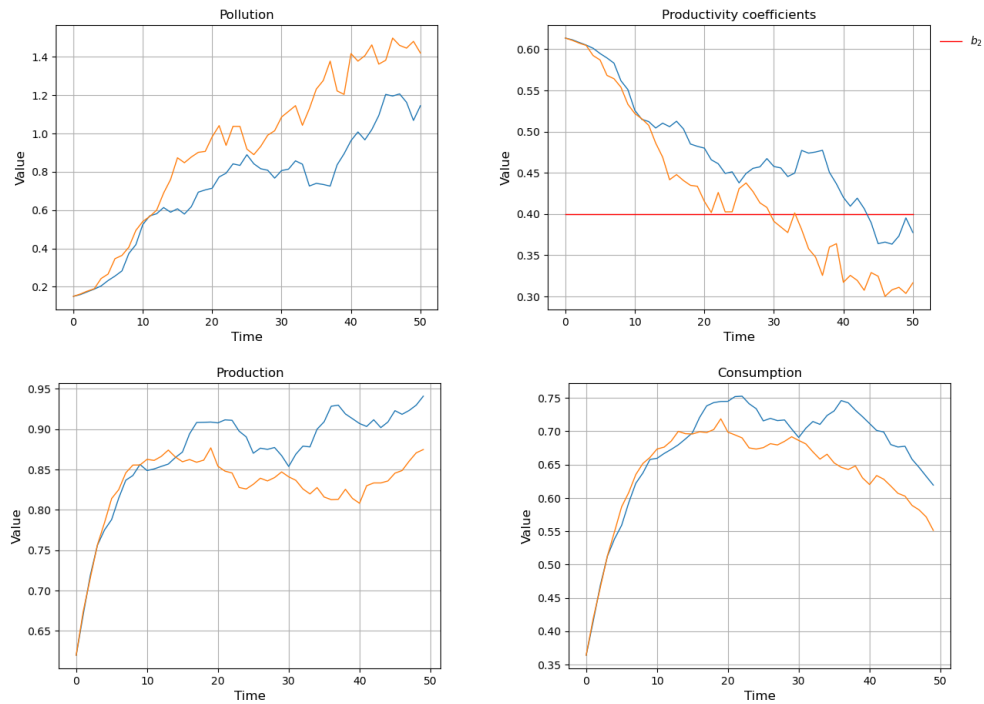 Pollution
Value
1.4
1.2
1.0
0.8
0.6
0.4
0.2
0 10 20 30 40 50
Time
Productivity coefficients
Value
0.60
0.55
0.50
0.45
0.40
0.35
0.30
0 10 20 30 40 50
Time
b₂
Production
Value
0.95
0.90
0.85
0.80
0.75
0.70
0.65
0 10 20 30 40 50
Time
Consumption
Value
0.75
0.70
0.65
0.60
0.55
0.50
0.45
0.40
0.35
0 10 20 30 40 50
Time